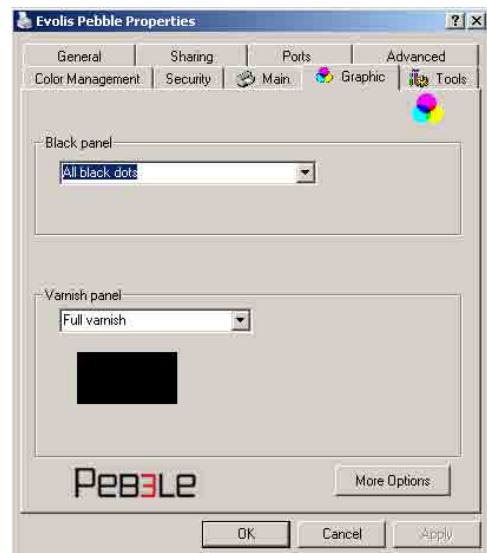 Evolis Pebble Properties
General Sharing Ports Advanced
Color Management Security Main Graphic Tools
Black panel
All black dots
Varnish panel
Full varnish
PEBBLE
More Options
OK Cancel Apply